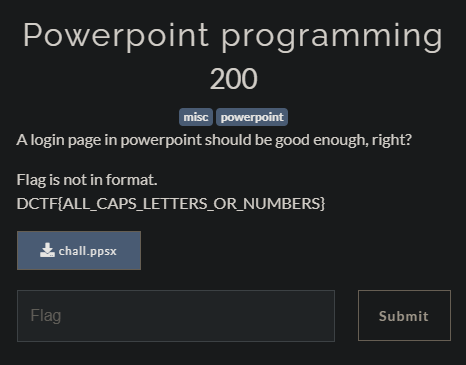 Powerpoint programming
200
misc powerpoint
A login page in powerpoint should be good enough, right?
Flag is not in format.
DCTF{ALL_CAPS_LETTERS_OR_NUMBERS}
chall.ppsx
Flag Submit